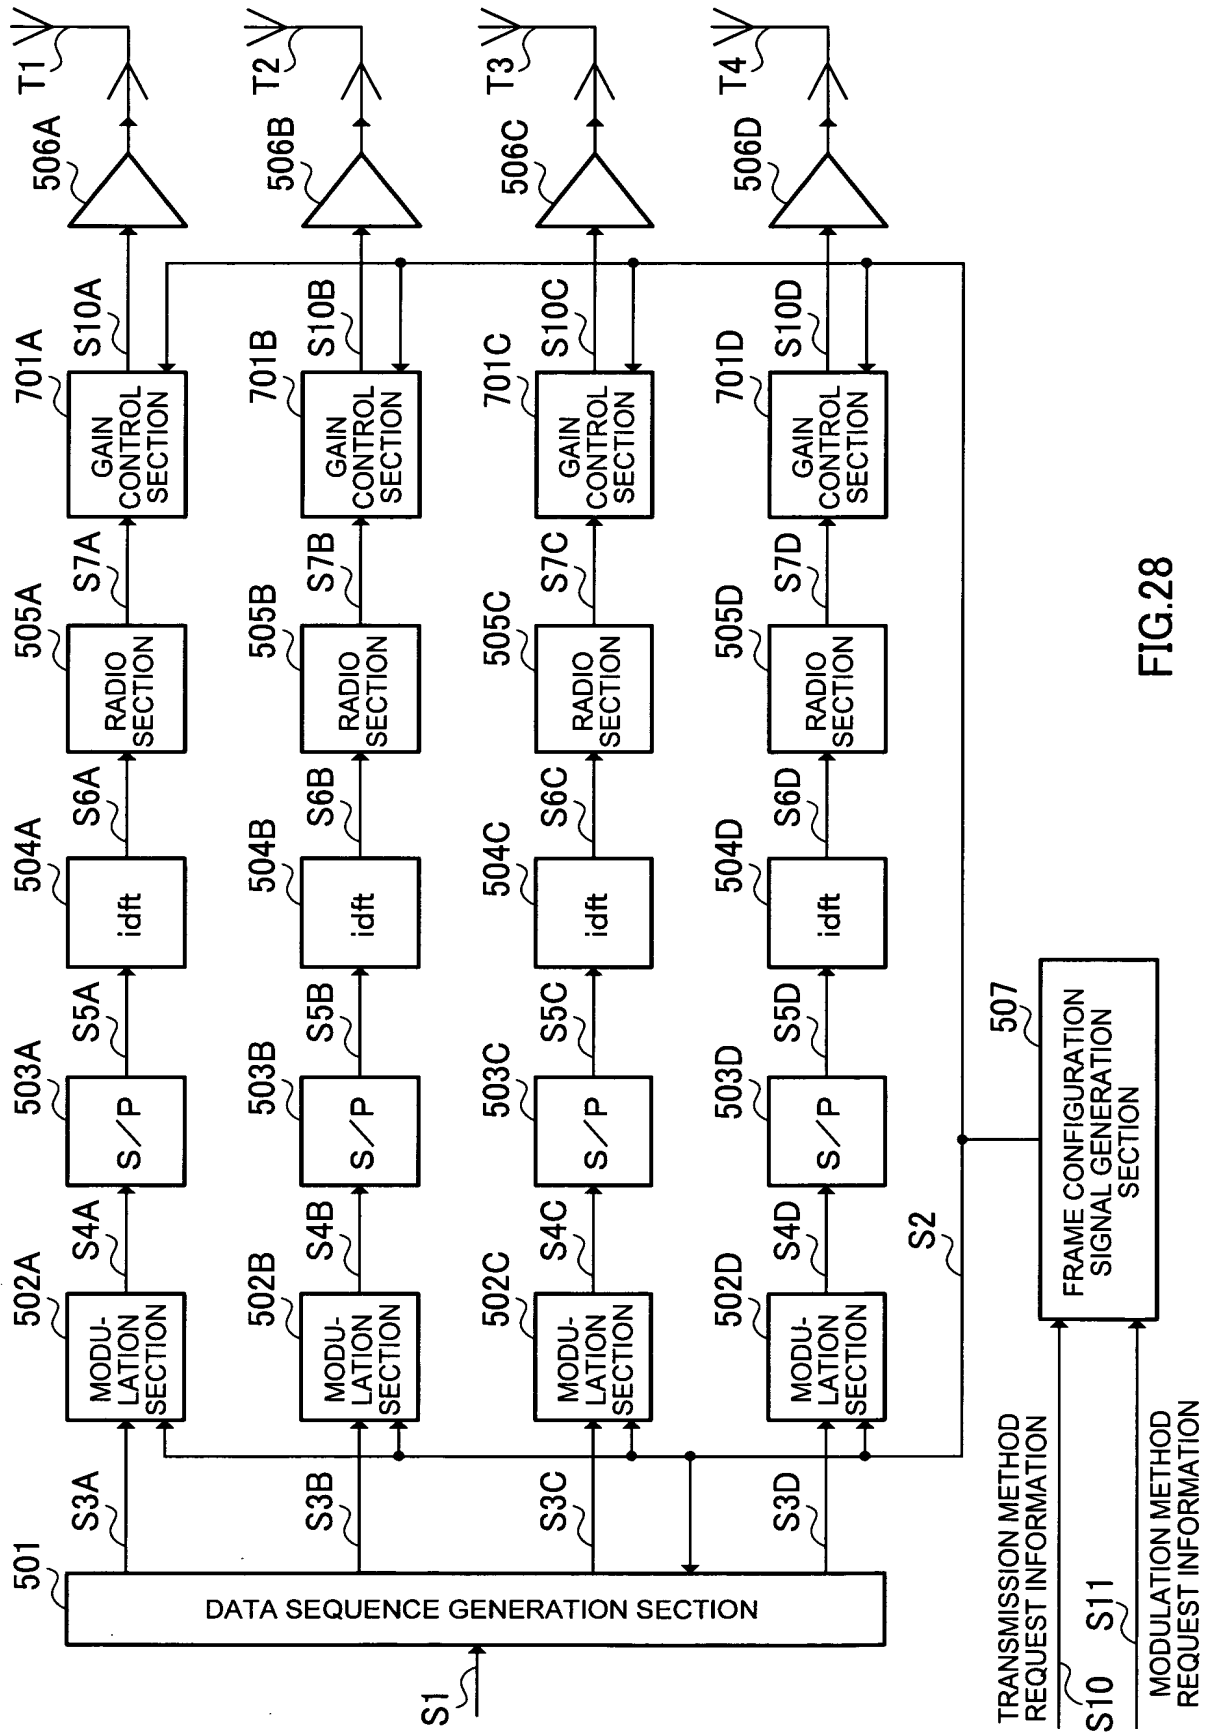 S1
501
DATA SEQUENCE GENERATION SECTION
S3A
502A
MODU-
LATION
SECTION
S4A
503A
S/P
S5A
504A
idft
S6A
505A
RADIO
SECTION
S7A
701A
GAIN
CONTROL
SECTION
S10A
506A
T1
S3B
502B
MODU-
LATION
SECTION
S4B
503B
S/P
S5B
504B
idft
S6B
505B
RADIO
SECTION
S7B
701B
GAIN
CONTROL
SECTION
S10B
506B
T2
S3C
502C
MODU-
LATION
SECTION
S4C
503C
S/P
S5C
504C
idft
S6C
505C
RADIO
SECTION
S7C
701C
GAIN
CONTROL
SECTION
S10C
506C
T3
S3D
502D
MODU-
LATION
SECTION
S4D
503D
S/P
S5D
504D
idft
S6D
505D
RADIO
SECTION
S7D
701D
GAIN
CONTROL
SECTION
S10D
506D
T4
S2
507
FRAME CONFIGURATION
SIGNAL GENERATION
SECTION
TRANSMISSION METHOD
REQUEST INFORMATION
S10
S11
MODULATION METHOD
REQUEST INFORMATION
FIG.28